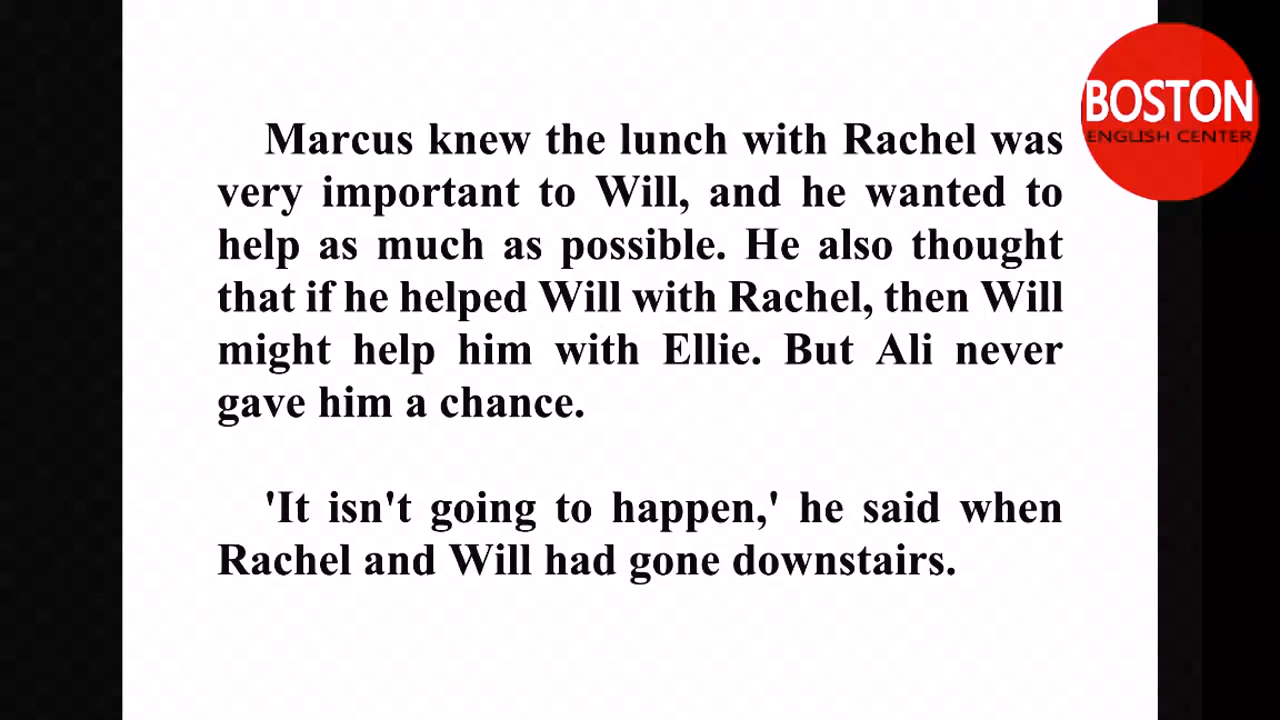 BOSTON
ENGLISH CENTER
Marcus knew the lunch with Rachel was
very important to Will, and he wanted to
help as much as possible. He also thought
that if he helped Will with Rachel, then Will
might help him with Ellie. But Ali never
gave him a chance.
'It isn't going to happen,' he said when
Rachel and Will had gone downstairs.